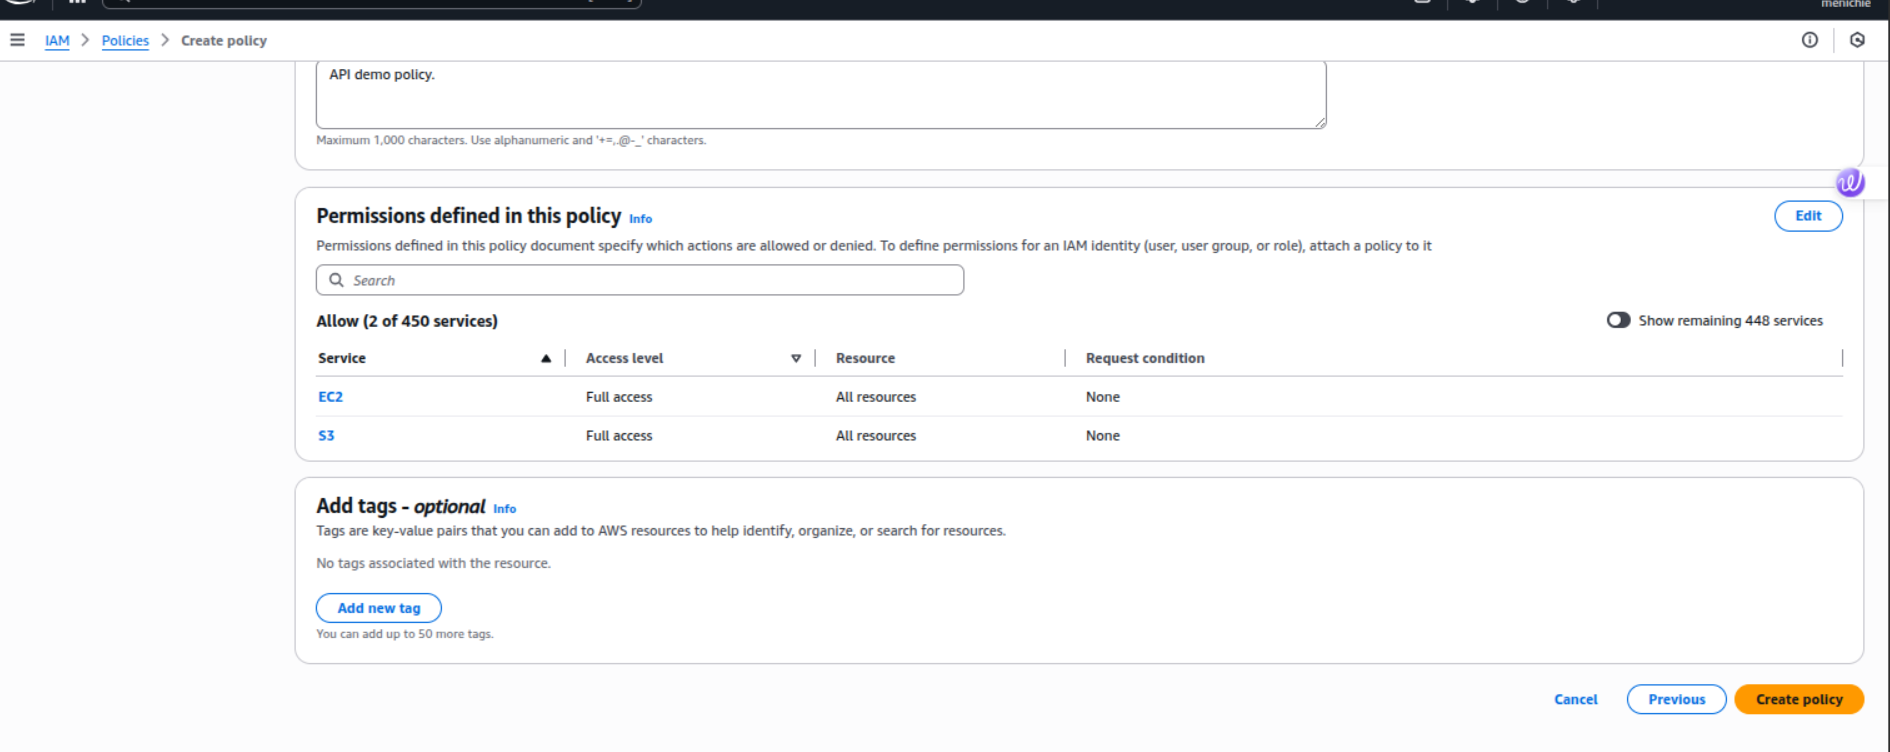 menichie
IAM > Policies > Create policy
API demo policy.
Maximum 1,000 characters. Use alphanumeric and '+=,.@-_' characters.
Permissions defined in this policy Info
Edit
Permissions defined in this policy document specify which actions are allowed or denied. To define permissions for an IAM identity (user, user group, or role), attach a policy to it
Search
Allow (2 of 450 services)
Show remaining 448 services
Service Access level Resource Request condition
EC2 Full access All resources None
S3 Full access All resources None
Add tags - optional Info
Tags are key-value pairs that you can add to AWS resources to help identify, organize, or search for resources.
No tags associated with the resource.
Add new tag
You can add up to 50 more tags.
Cancel Previous Create policy